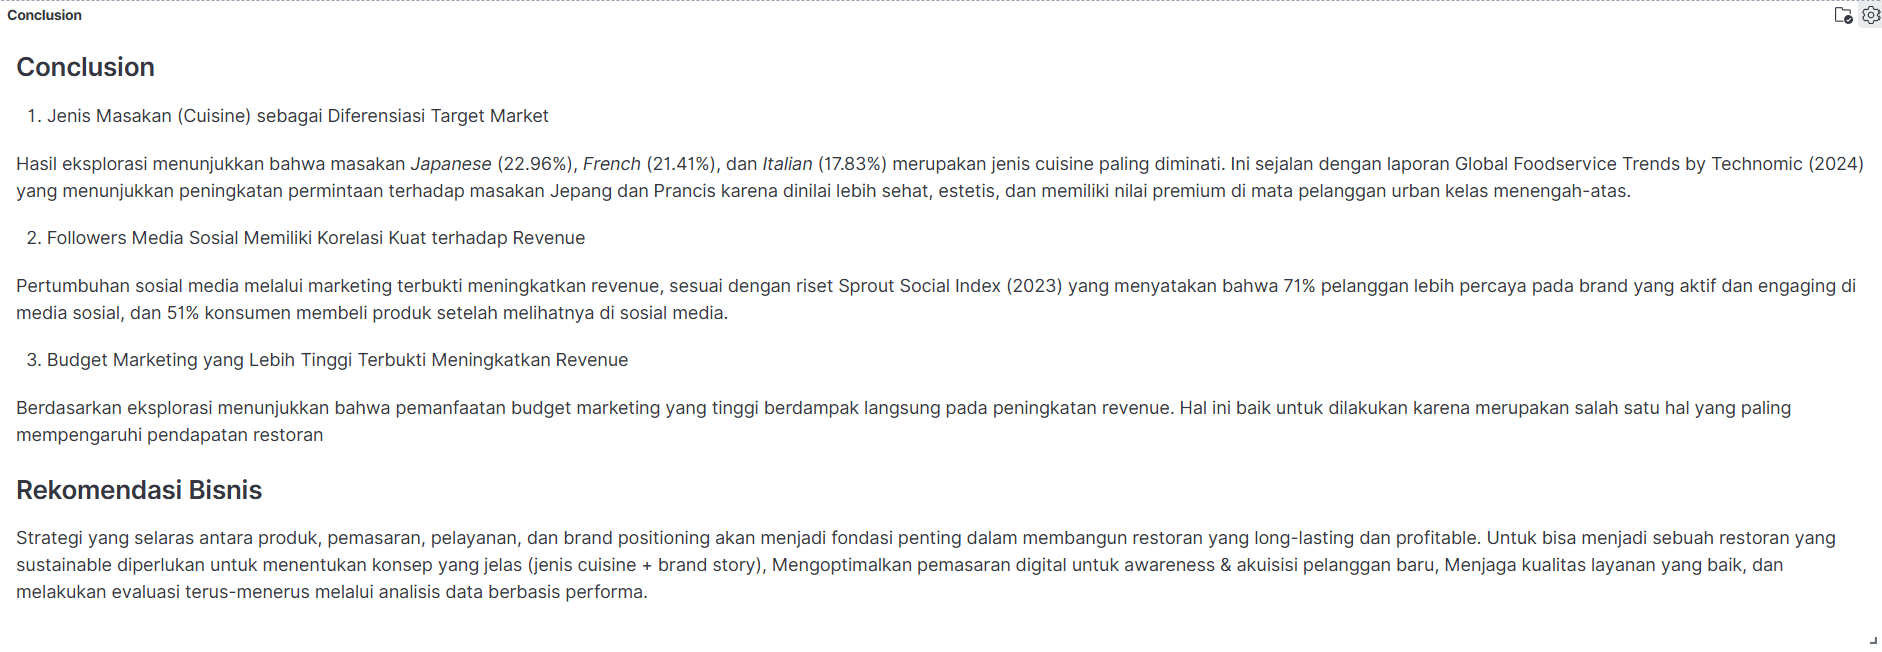 Conclusion
Conclusion
1. Jenis Masakan (Cuisine) sebagai Diferensiasi Target Market
Hasil eksplorasi menunjukkan bahwa masakan Japanese (22.96%), French (21.41%), dan Italian (17.83%) merupakan jenis cuisine paling diminati. Ini sejalan dengan laporan Global Foodservice Trends by Technomic (2024)
yang menunjukkan peningkatan permintaan terhadap masakan Jepang dan Prancis karena dinilai lebih sehat, estetis, dan memiliki nilai premium di mata pelanggan urban kelas menengah-atas.
2. Followers Media Sosial Memiliki Korelasi Kuat terhadap Revenue
Pertumbuhan sosial media melalui marketing terbukti meningkatkan revenue, sesuai dengan riset Sprout Social Index (2023) yang menyatakan bahwa 71% pelanggan lebih percaya pada brand yang aktif dan engaging di
media sosial, dan 51% konsumen membeli produk setelah melihatnya di sosial media.
3. Budget Marketing yang Lebih Tinggi Terbukti Meningkatkan Revenue
Berdasarkan eksplorasi menunjukkan bahwa pemanfaatan budget marketing yang tinggi berdampak langsung pada peningkatan revenue. Hal ini baik untuk dilakukan karena merupakan salah satu hal yang paling
mempengaruhi pendapatan restoran
Rekomendasi Bisnis
Strategi yang selaras antara produk, pemasaran, pelayanan, dan brand positioning akan menjadi fondasi penting dalam membangun restoran yang long-lasting dan profitable. Untuk bisa menjadi sebuah restoran yang
sustainable diperlukan untuk menentukan konsep yang jelas (jenis cuisine + brand story), Mengoptimalkan pemasaran digital untuk awareness & akuisisi pelanggan baru, Menjaga kualitas layanan yang baik, dan
melakukan evaluasi terus-menerus melalui analisis data berbasis performa.